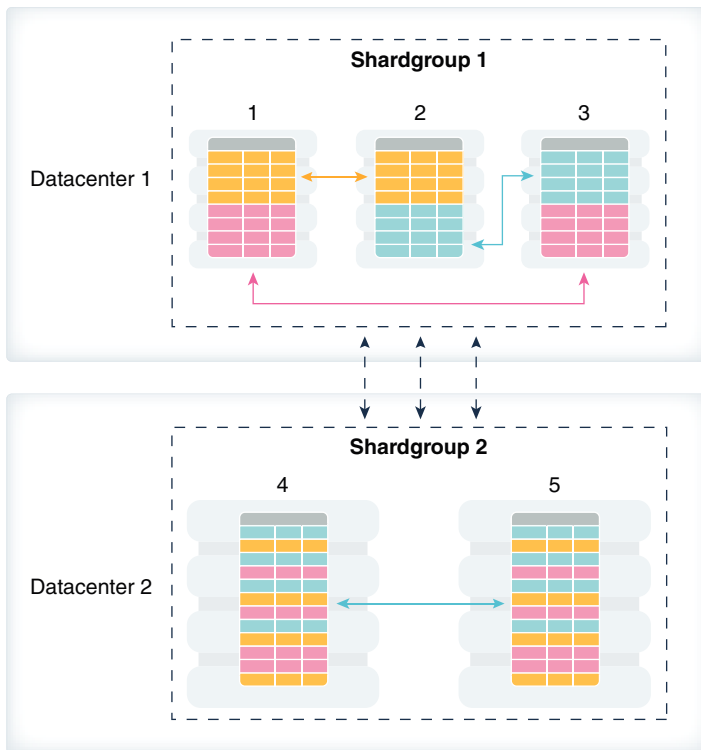 Shardgroup 1
1 2 3
Datacenter 1
Shardgroup 2
4 5
Datacenter 2